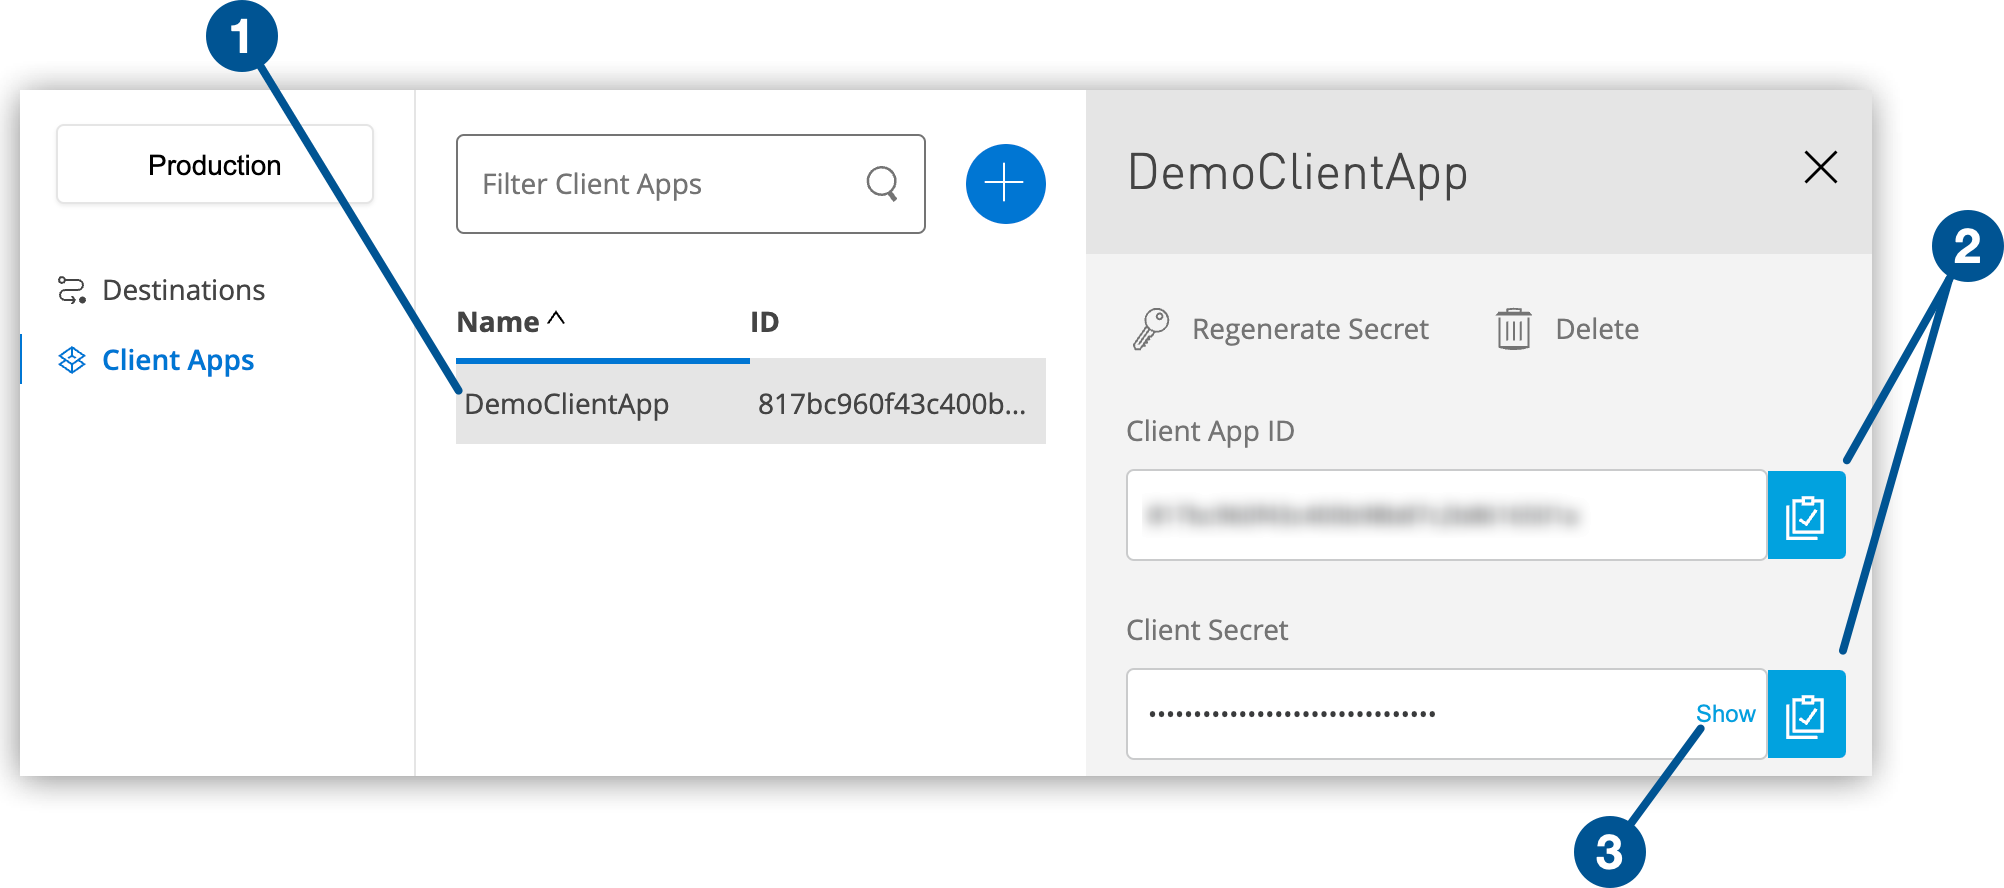 1
Production
Destinations
Client Apps
Filter Client Apps
Name ID
DemoClientApp 817bc960f43c400b...
DemoClientApp
2
Regenerate Secret Delete
Client App ID
Client Secret
••••••••••••••••••••••••••••••••
Show
3